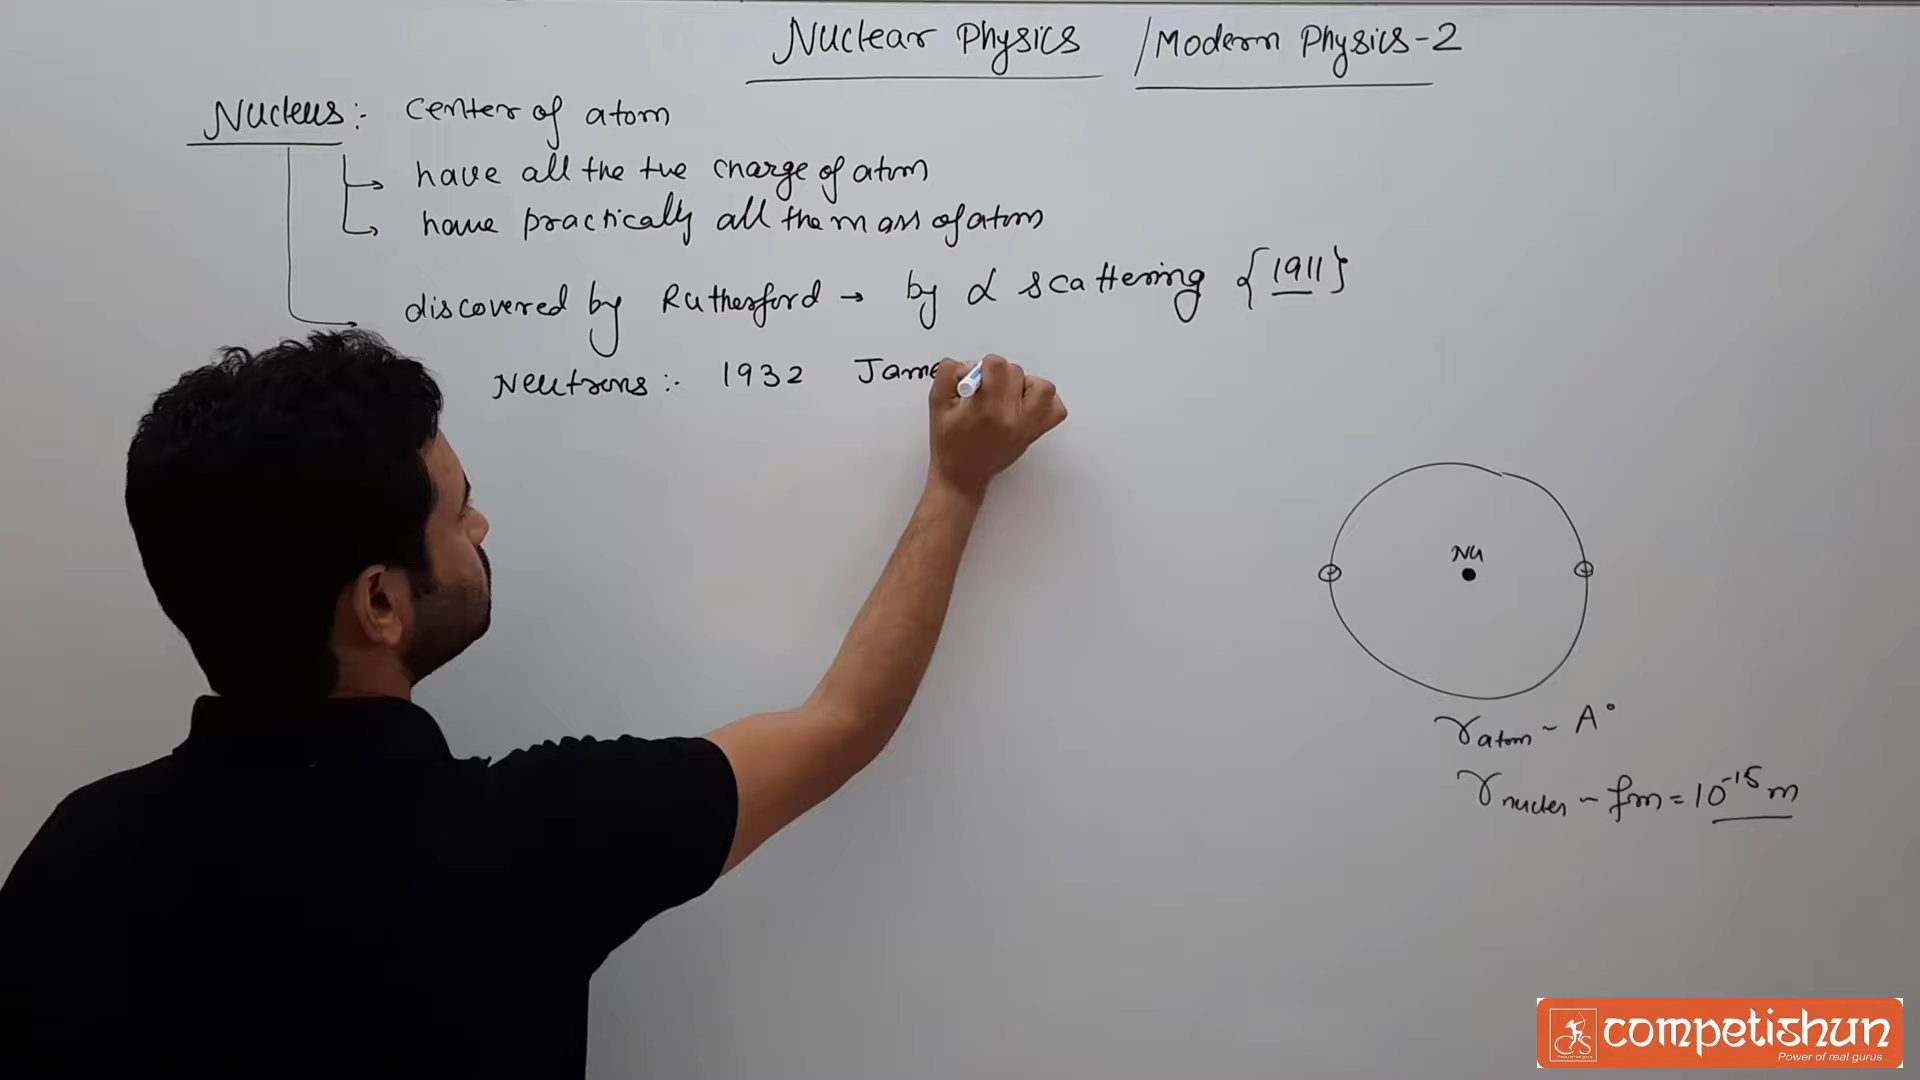 Nuclear Physics / Modern Physics-2
Nucleus :- center of atom
have all the +ve charge of atom
have practically all the mass of atom
discovered by Rutherford → by α scattering {1911}
Neutrons :- 1932 Jame
Nu
r atom ~ A°
r nucles ~ fm = 10⁻¹⁵ m
competishun
Power of real gurus